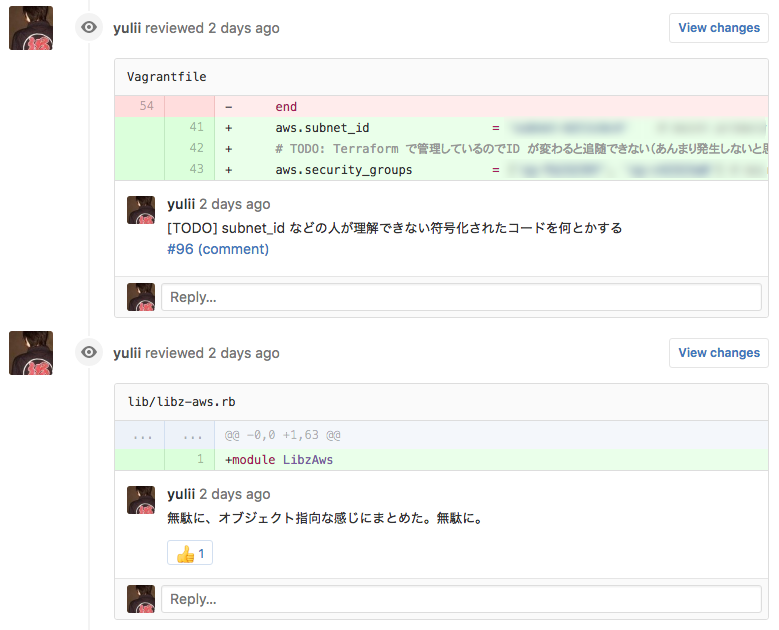 yulii reviewed 2 days ago
View changes
Vagrantfile
54 - end
41 + aws.subnet_id =
42 + # TODO: Terraform で管理しているのでID が変わると追随できない(あんまり発生しないと
43 + aws.security_groups =
yulii 2 days ago
[TODO] subnet_id などの人が理解できない符号化されたコードを何とかする
#96 (comment)
Reply...
yulii reviewed 2 days ago
View changes
lib/libz-aws.rb
... ... @@ -0,0 +1,63 @@
1 +module LibzAws
yulii 2 days ago
無駄に、オブジェクト指向な感じにまとめた。無駄に。
👍 1
Reply...